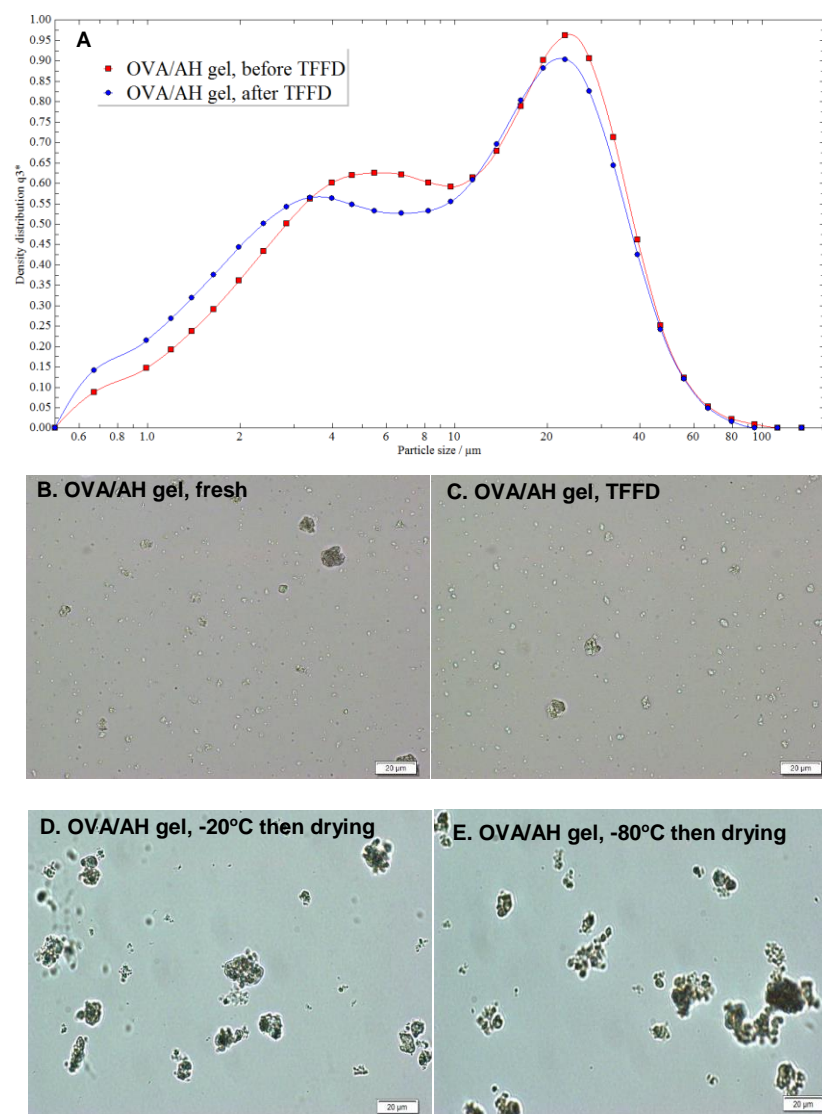 1.00
0.95
0.90
0.85
0.80
0.75
0.70
0.65
0.60
0.55
0.50
0.45
0.40
0.35
0.30
0.25
0.20
0.15
0.10
0.05
0.00
Density distribution q3*
A
OVA/AH gel, before TFFD
OVA/AH gel, after TFFD
0.6 0.8 1.0 2 4 6 8 10 20 40 60 80 100
Particle size / µm
B. OVA/AH gel, fresh
20 µm
C. OVA/AH gel, TFFD
20 µm
D. OVA/AH gel, -20ºC then drying
20 µm
E. OVA/AH gel, -80ºC then drying
20 µm